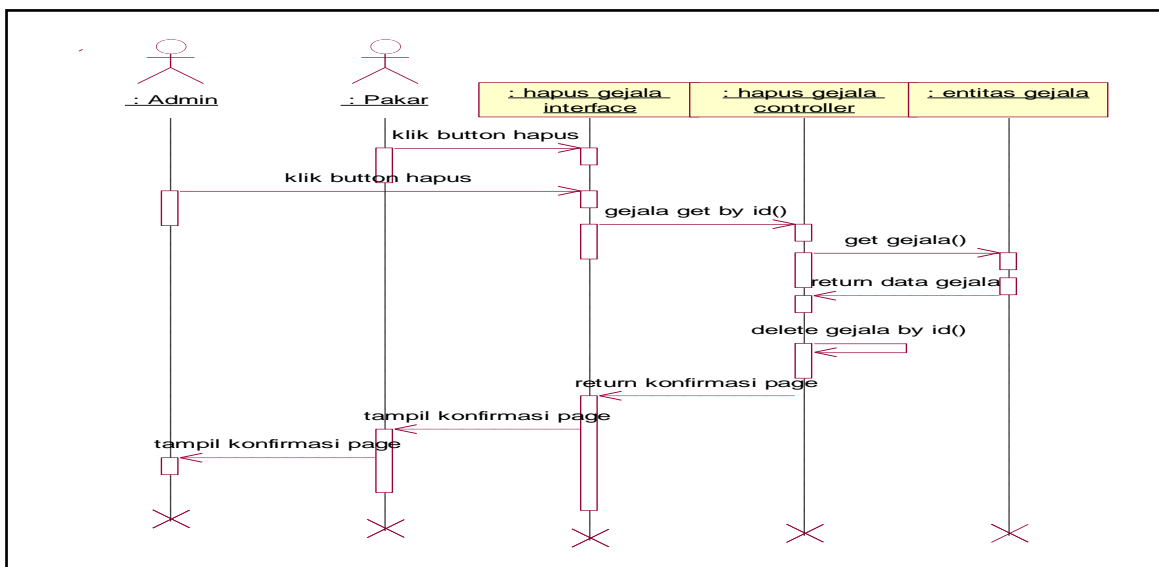 : Admin
: Pakar
: hapus gejala
interface
: hapus gejala
controller
: entitas gejala
klik button hapus
klik button hapus
gejala get by id()
get gejala()
return data gejala
delete gejala by id()
return konfirmasi page
tampil konfirmasi page
tampil konfirmasi page